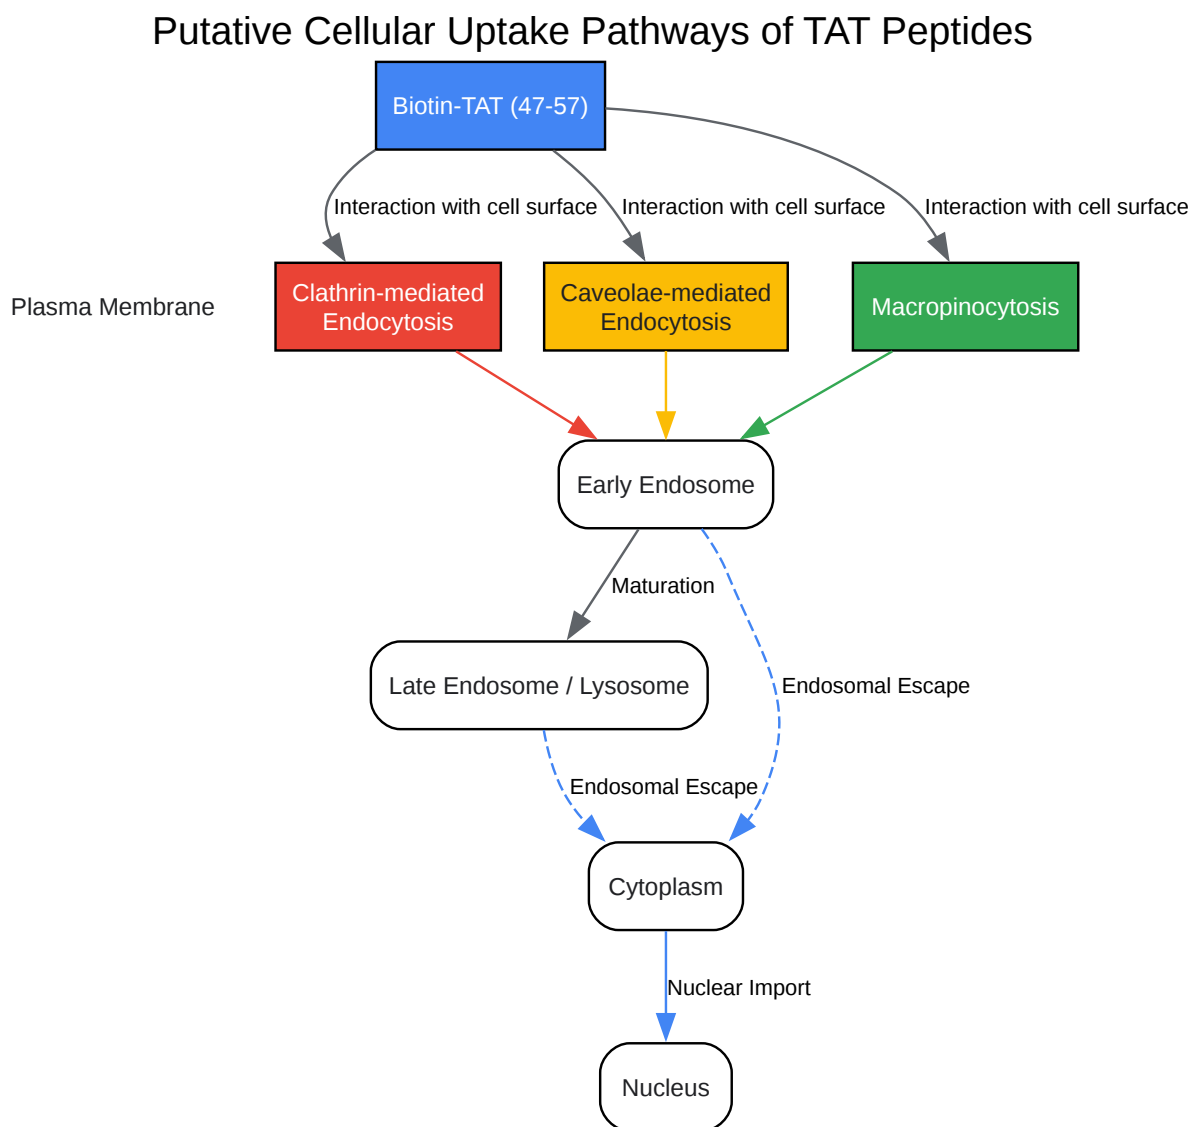 Putative Cellular Uptake Pathways of TAT Peptides
Biotin-TAT (47-57)
Interaction with cell surface
Interaction with cell surface
Interaction with cell surface
Plasma Membrane
Clathrin-mediated
Endocytosis
Caveolae-mediated
Endocytosis
Macropinocytosis
Early Endosome
Maturation
Late Endosome / Lysosome
Endosomal Escape
Endosomal Escape
Cytoplasm
Nuclear Import
Nucleus